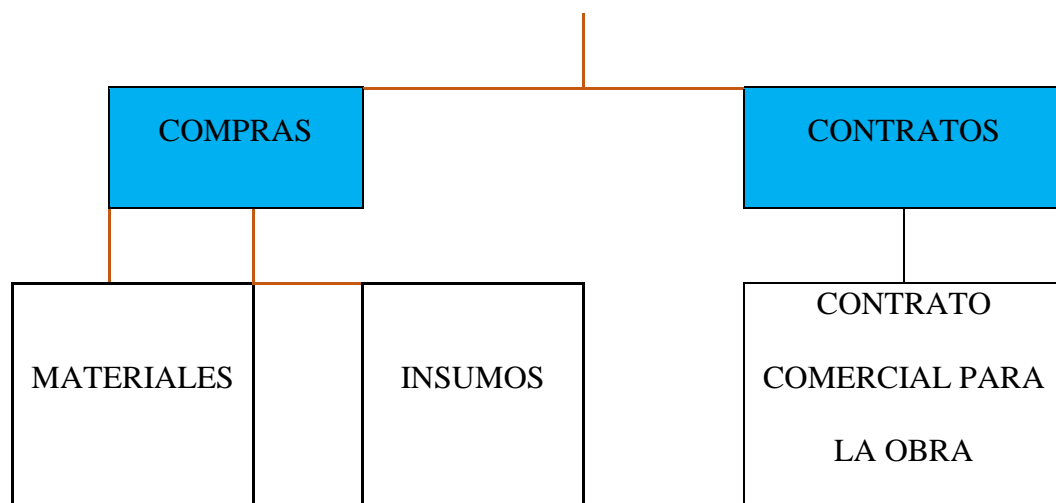 COMPRAS
CONTRATOS
MATERIALES
INSUMOS
CONTRATO
COMERCIAL PARA
LA OBRA